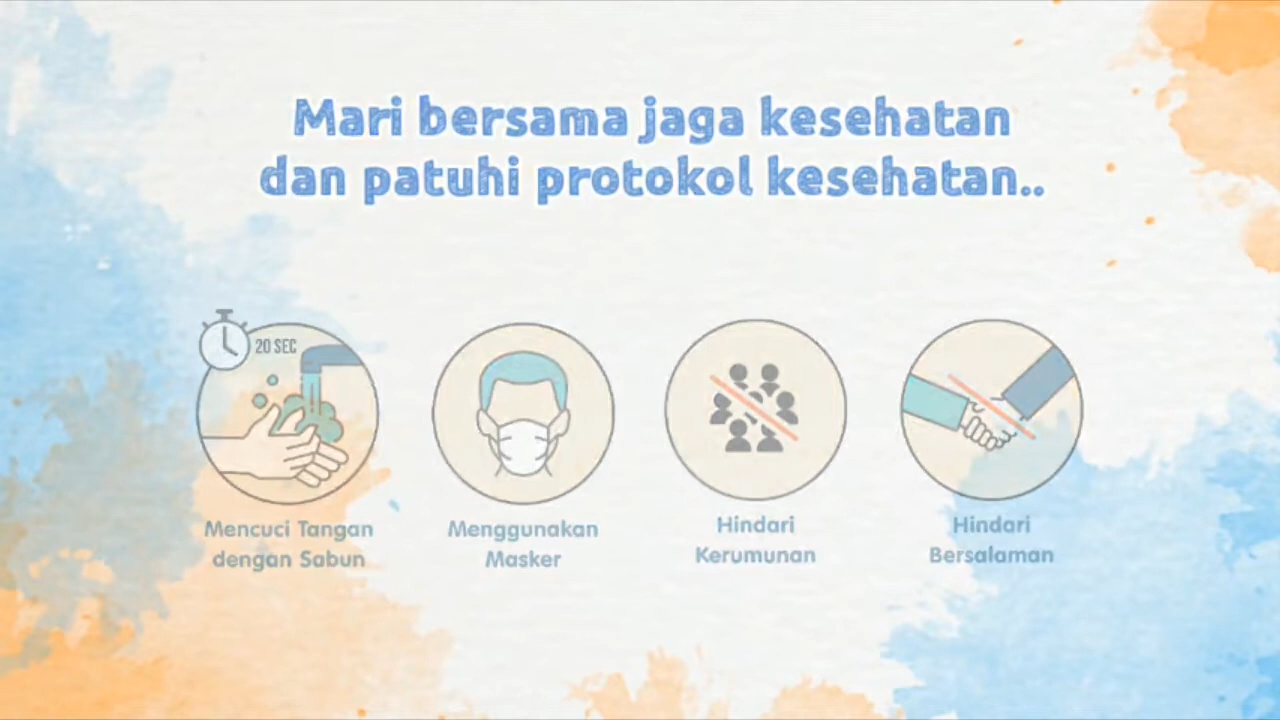 Mari bersama jaga kesehatan
dan patuhi protokol kesehatan..
20 SEC
Mencuci Tangan
dengan Sabun
Menggunakan
Masker
Hindari
Kerumunan
Hindari
Bersalaman